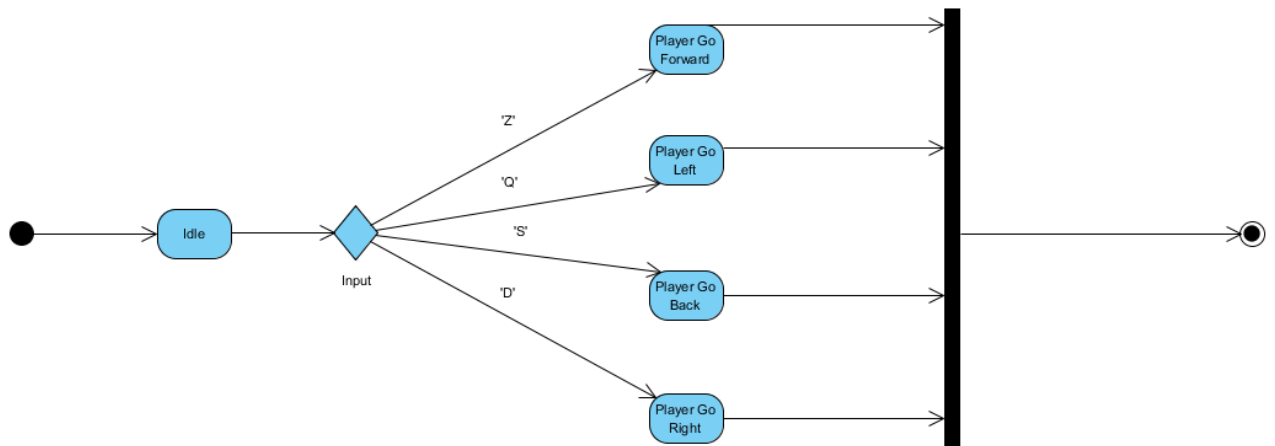 Player Go
Forward
'Z'
Player Go
Left
'Q'
'S'
Idle
Input
Player Go
Back
'D'
Player Go
Right